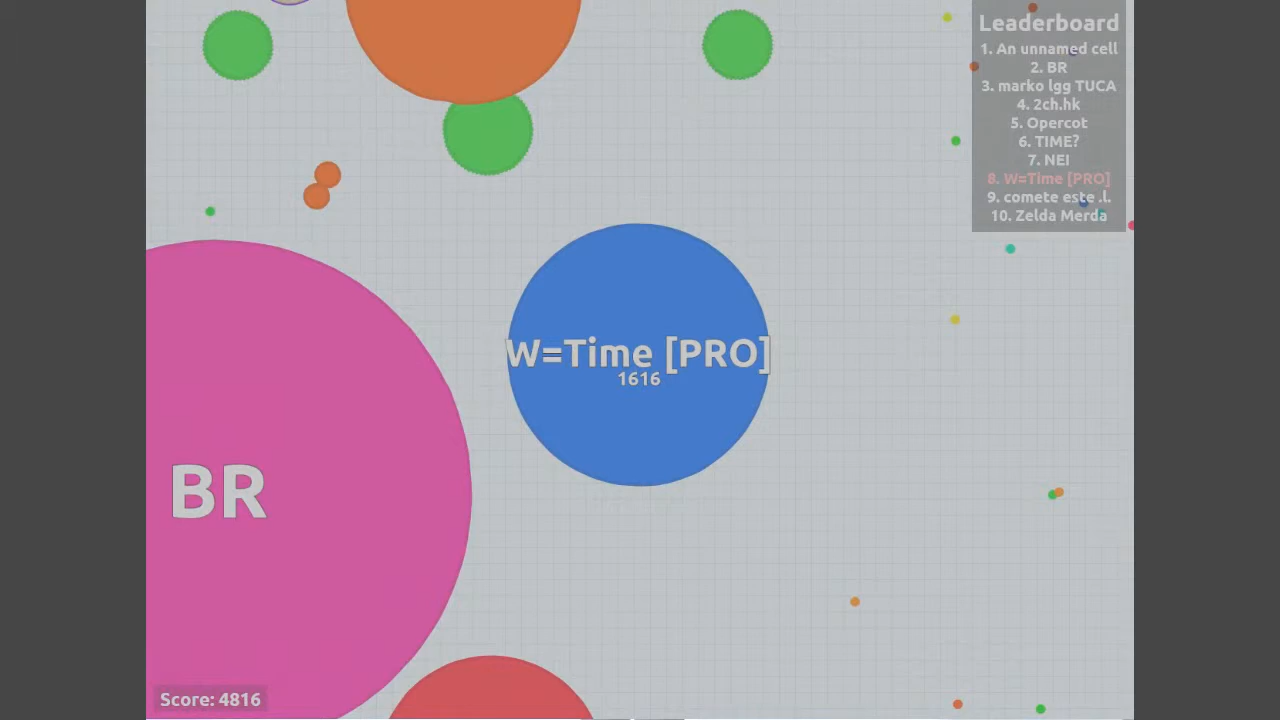 Leaderboard
1. An unnamed cell
2. BR
3. marko lgg TUCA
4. 2ch.hk
5. Opercot
6. TIME?
7. NEI
8. W=Time [PRO]
9. comete este .l.
10. Zelda Merda
W=Time [PRO]
1616
BR
Score: 4816